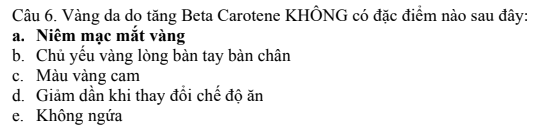 Câu 6. Vàng da do tăng Beta Carotene KHÔNG có đặc điểm nào sau đây:
a. Niêm mạc mắt vàng
b. Chủ yếu vàng lòng bàn tay bàn chân
c. Màu vàng cam
d. Giảm dần khi thay đổi chế độ ăn
e. Không ngứa